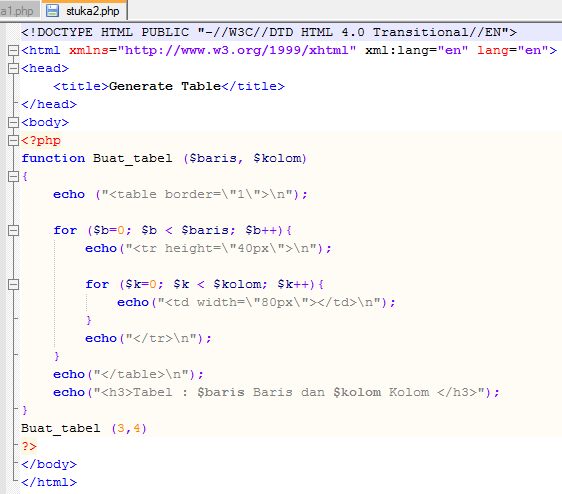 a1.php stuka2.php
<!DOCTYPE HTML PUBLIC "-//W3C//DTD HTML 4.0 Transitional//EN">
<html xmlns="http://www.w3.org/1999/xhtml" xml:lang="en" lang="en">
<head>
    <title>Generate Table</title>
</head>
<body>
<?php
function Buat_tabel ($baris, $kolom)
{
    echo ("<table border=\"1\">\n");

    for ($b=0; $b < $baris; $b++){
        echo("<tr height=\"40px\">\n");

        for ($k=0; $k < $kolom; $k++){
            echo("<td width=\"80px\"></td>\n");
        }
        echo("</tr>\n");
    }
    echo("</table>\n");
    echo("<h3>Tabel : $baris Baris dan $kolom Kolom </h3>");
}
Buat_tabel (3,4)
?>
</body>
</html>